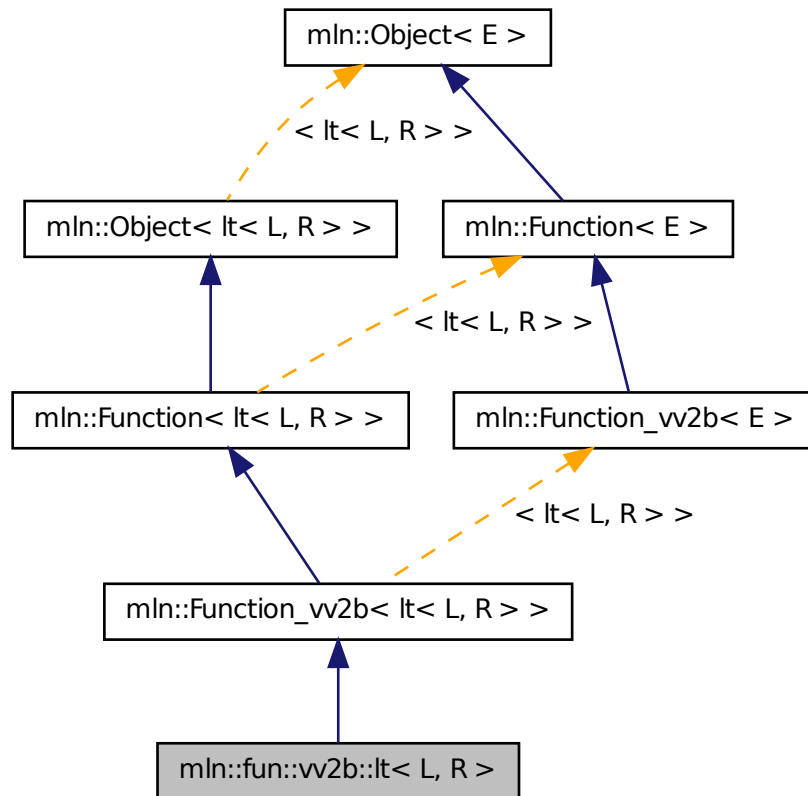 mln::Object< E >
< lt< L, R > >
mln::Object< lt< L, R > >
mln::Function< E >
< lt< L, R > >
mln::Function< lt< L, R > >
mln::Function_vv2b< E >
< lt< L, R > >
mln::Function_vv2b< lt< L, R > >
mln::fun::vv2b::lt< L, R >